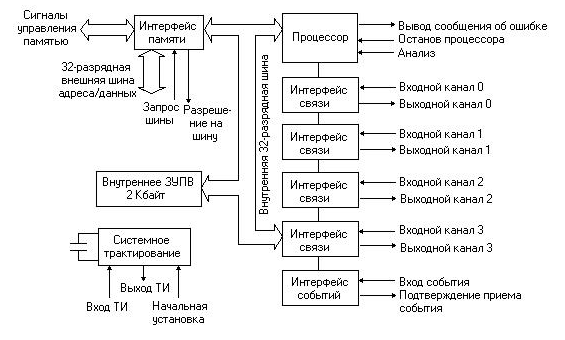 Сигналы
управления
памятью
Интерфейс
памяти
32-разрядная
внешняя шина
адреса/данных
Запрос
шины
Разреше-
ние на
шину
Внутренняя 32-разрядная шина
Процессор
Вывод сообщения об ошибке
Останов процессора
Анализ
Интерфейс
связи
Входной канал 0
Выходной канал 0
Интерфейс
связи
Входной канал 1
Выходной канал 1
Внутреннее ЗУПВ
2 Кбайт
Интерфейс
связи
Входной канал 2
Выходной канал 2
Интерфейс
связи
Входной канал 3
Выходной канал 3
Системное
трактирование
Выход ТИ
Вход ТИ
Начальная
установка
Интерфейс
событий
Вход события
Подтверждение приема
события